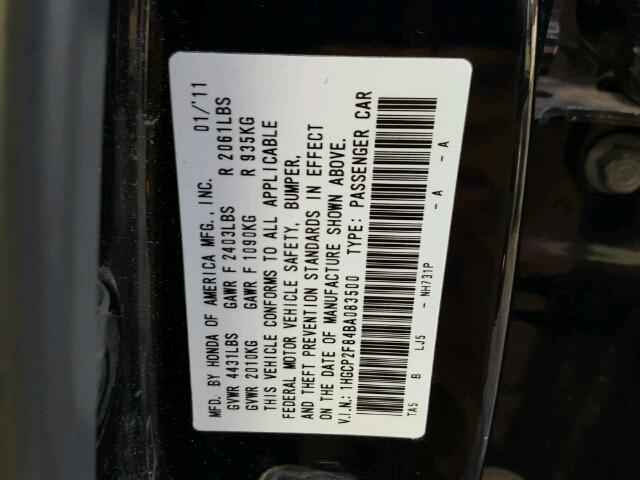 MFD. BY HONDA OF AMERICA MFG., INC. 01/'11
GVWR 4431LBS GAWR F 2403LBS R 2061LBS
GVWR 2010KG GAWR F 1090KG R 935KG
THIS VEHICLE CONFORMS TO ALL APPLICABLE
FEDERAL MOTOR VEHICLE SAFETY, BUMPER,
AND THEFT PREVENTION STANDARDS IN EFFECT
ON THE DATE OF MANUFACTURE SHOWN ABOVE.
V.I.N.: 1HGCP2F84BA083500 TYPE: PASSENGER CAR
TA5 B LJ5 - NH731P - A - A